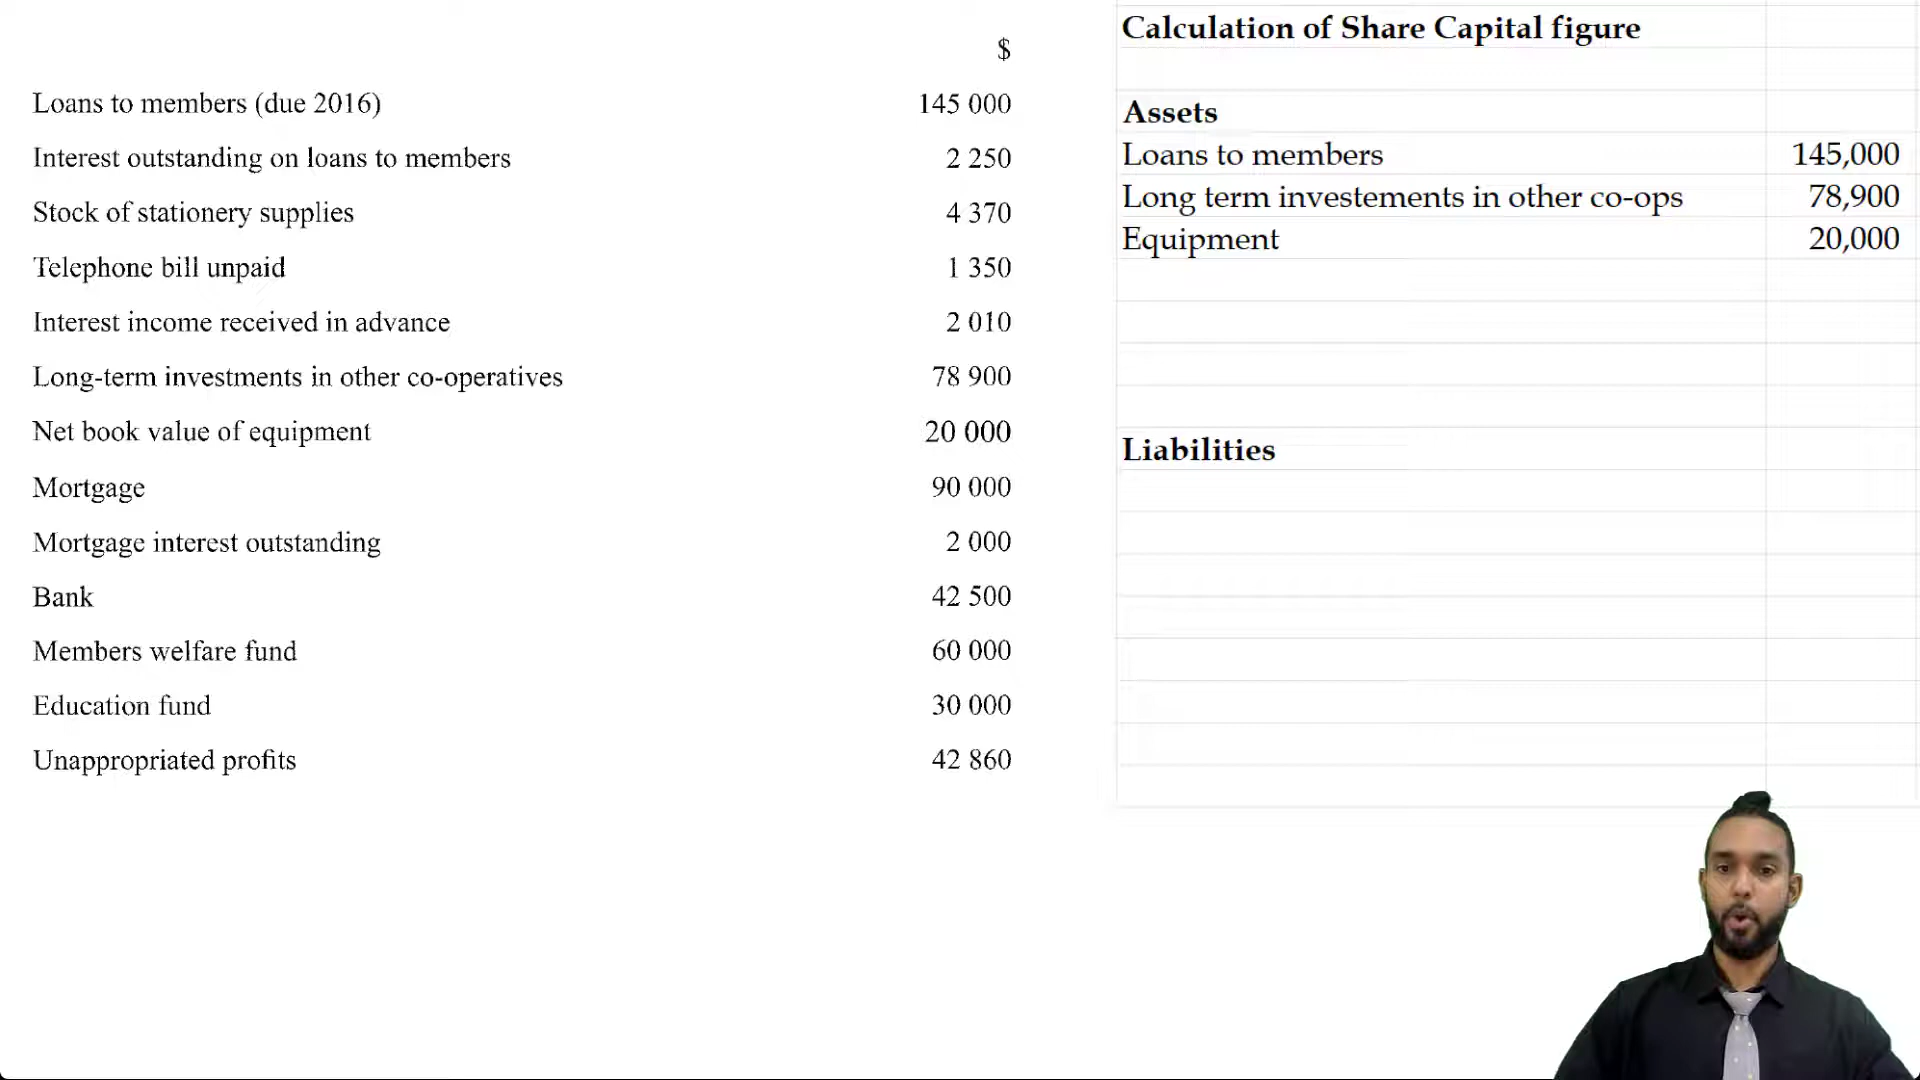 $
Loans to members (due 2016) 145 000
Interest outstanding on loans to members 2 250
Stock of stationery supplies 4 370
Telephone bill unpaid 1 350
Interest income received in advance 2 010
Long-term investments in other co-operatives 78 900
Net book value of equipment 20 000
Mortgage 90 000
Mortgage interest outstanding 2 000
Bank 42 500
Members welfare fund 60 000
Education fund 30 000
Unappropriated profits 42 860
Calculation of Share Capital figure
Assets
Loans to members 145,000
Long term investements in other co-ops 78,900
Equipment 20,000
Liabilities